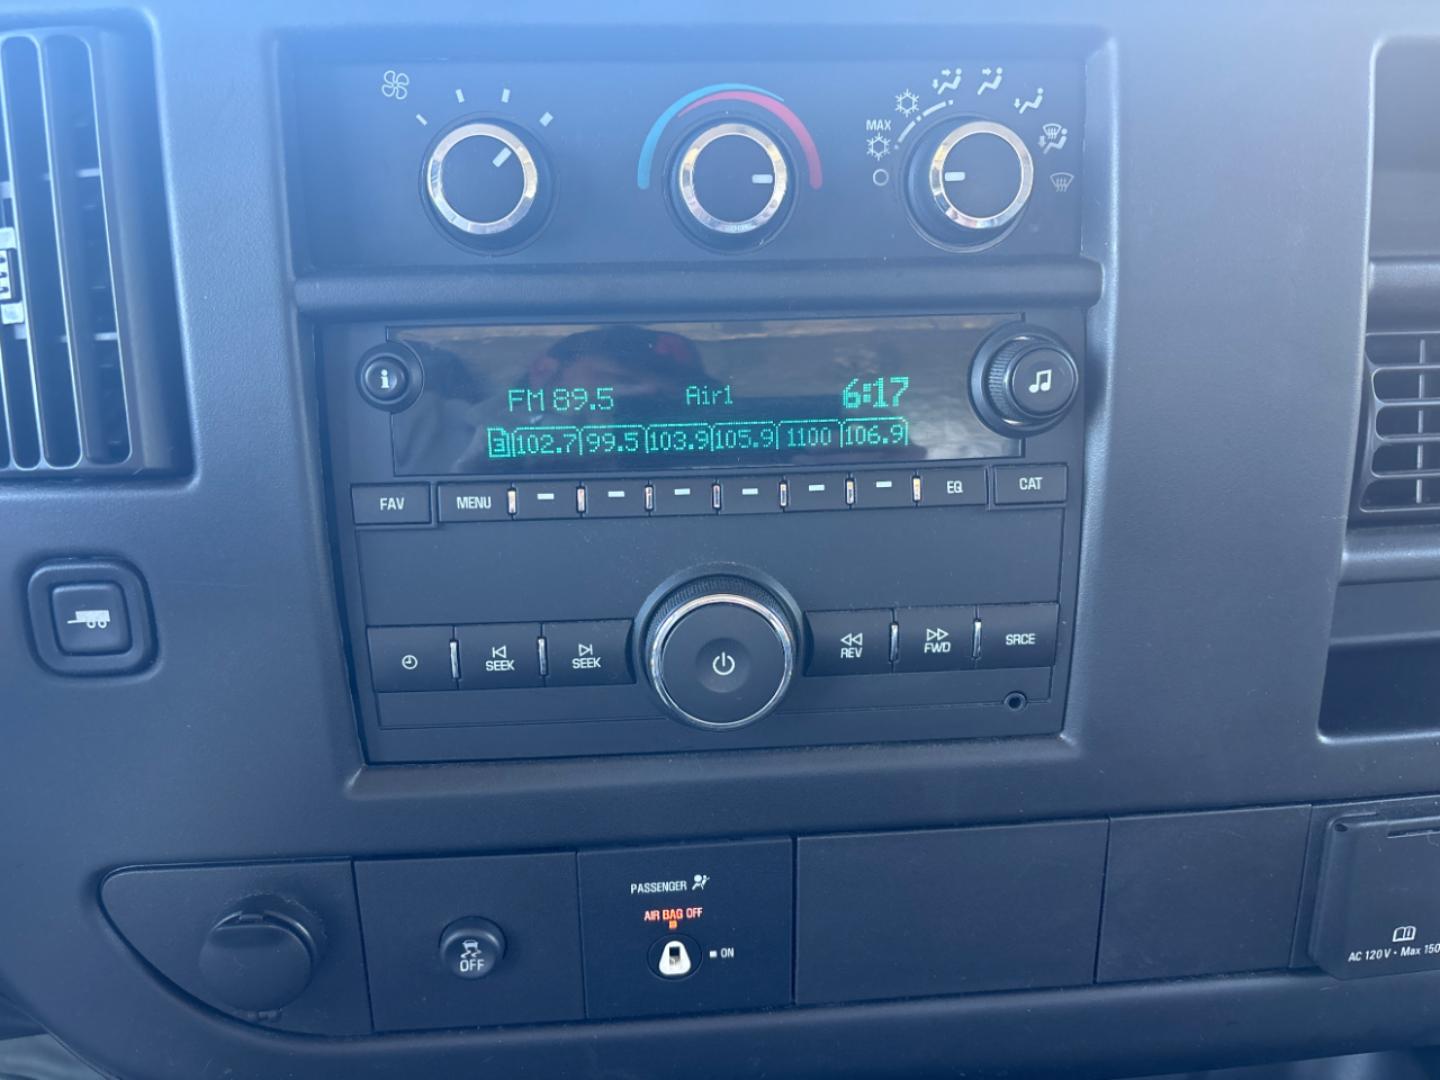 MAX
FM 89.5 Air1 6:17
3 102.7 99.5 103.9 105.9 1100 106.9
FAV MENU EQ CAT
SEEK SEEK REV FWD SRCE
PASSENGER
AIR BAG OFF
ON
OFF
AC 120V • Max 150